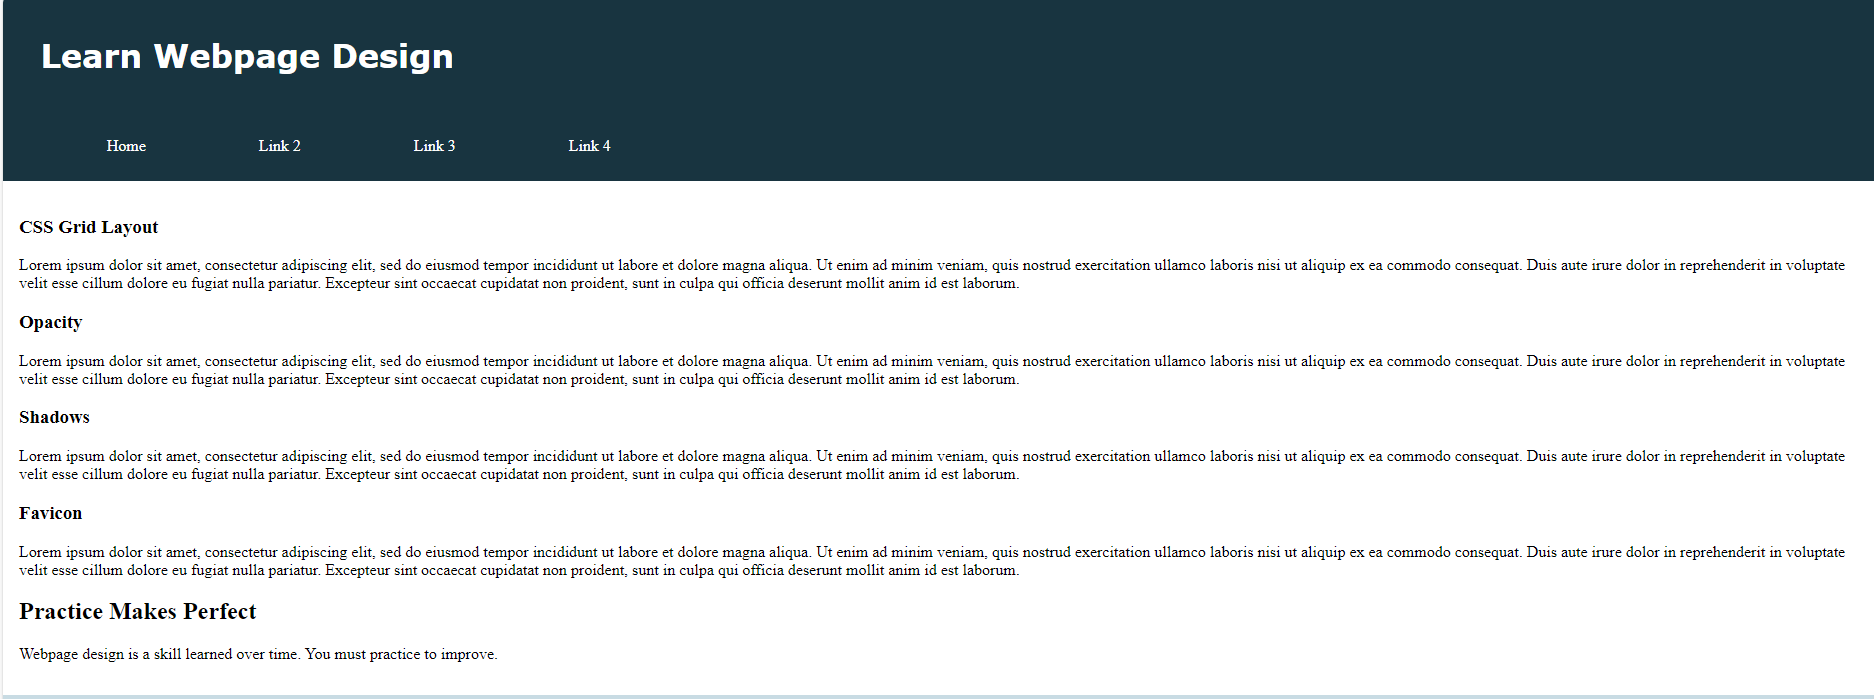 Learn Webpage Design
Home Link 2 Link 3 Link 4
CSS Grid Layout
Lorem ipsum dolor sit amet, consectetur adipiscing elit, sed do eiusmod tempor incididunt ut labore et dolore magna aliqua. Ut enim ad minim veniam, quis nostrud exercitation ullamco laboris nisi ut aliquip ex ea commodo consequat. Duis aute irure dolor in reprehenderit in voluptate
velit esse cillum dolore eu fugiat nulla pariatur. Excepteur sint occaecat cupidatat non proident, sunt in culpa qui officia deserunt mollit anim id est laborum.
Opacity
Lorem ipsum dolor sit amet, consectetur adipiscing elit, sed do eiusmod tempor incididunt ut labore et dolore magna aliqua. Ut enim ad minim veniam, quis nostrud exercitation ullamco laboris nisi ut aliquip ex ea commodo consequat. Duis aute irure dolor in reprehenderit in voluptate
velit esse cillum dolore eu fugiat nulla pariatur. Excepteur sint occaecat cupidatat non proident, sunt in culpa qui officia deserunt mollit anim id est laborum.
Shadows
Lorem ipsum dolor sit amet, consectetur adipiscing elit, sed do eiusmod tempor incididunt ut labore et dolore magna aliqua. Ut enim ad minim veniam, quis nostrud exercitation ullamco laboris nisi ut aliquip ex ea commodo consequat. Duis aute irure dolor in reprehenderit in voluptate
velit esse cillum dolore eu fugiat nulla pariatur. Excepteur sint occaecat cupidatat non proident, sunt in culpa qui officia deserunt mollit anim id est laborum.
Favicon
Lorem ipsum dolor sit amet, consectetur adipiscing elit, sed do eiusmod tempor incididunt ut labore et dolore magna aliqua. Ut enim ad minim veniam, quis nostrud exercitation ullamco laboris nisi ut aliquip ex ea commodo consequat. Duis aute irure dolor in reprehenderit in voluptate
velit esse cillum dolore eu fugiat nulla pariatur. Excepteur sint occaecat cupidatat non proident, sunt in culpa qui officia deserunt mollit anim id est laborum.
Practice Makes Perfect
Webpage design is a skill learned over time. You must practice to improve.